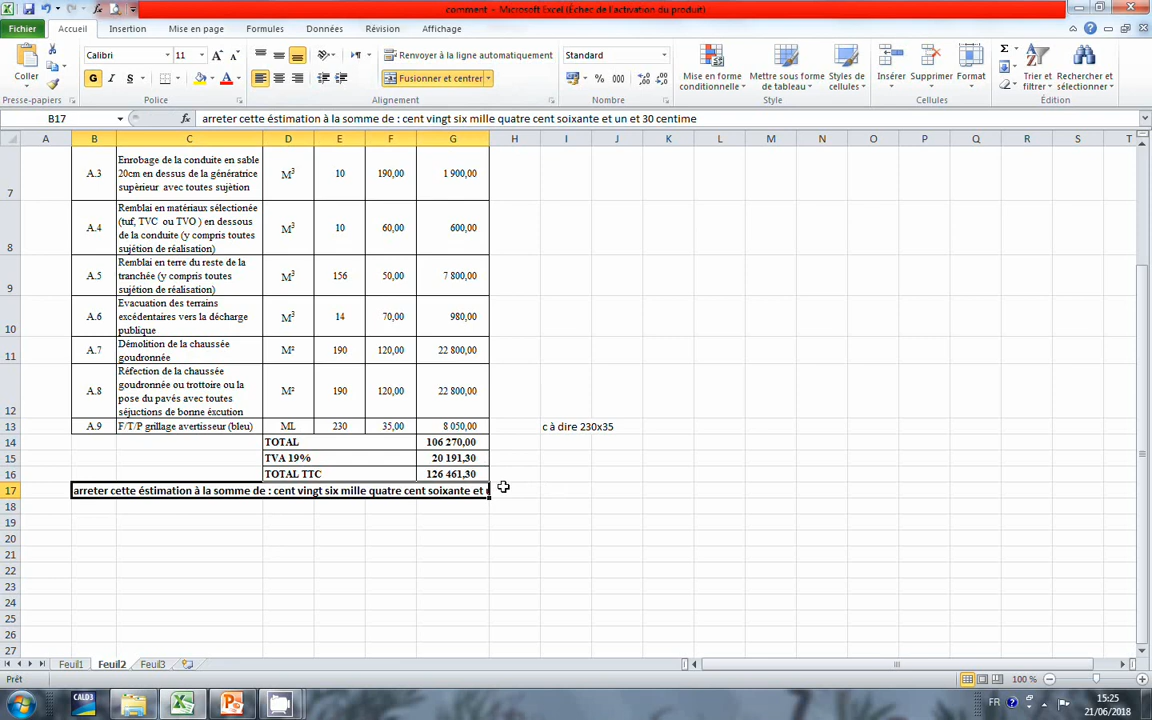 comment - Microsoft Excel (Échec de l'activation du produit)
Fichier Accueil Insertion Mise en page Formules Données Révision Affichage
Coller Calibri 11 Renvoyer à la ligne automatiquement Standard Mise en forme conditionnelle Mettre sous forme de tableau Styles de cellules Insérer Supprimer Format Trier et filtrer Rechercher et sélectionner
G I S A Fusionner et centrer % 000
Presse-papiers Police Alignement Nombre Style Cellules Édition
B17 fx arreter cette éstimation à la somme de : cent vingt six mille quatre cent soixante et un et 30 centime
A B C D E F G H I J K L M N O P Q R S T
7 A.3 Enrobage de la conduite en sable 20cm en dessus de la génératrice supèrieur avec toutes sujètion M3 10 190,00 1 900,00
8 A.4 Remblai en matériaux sélectionée (tuf, TVC ou TVO ) en dessous de la conduite (y compris toutes sujétion de réalisation) M3 10 60,00 600,00
9 A.5 Remblai en terre du reste de la tranchée (y compris toutes sujétion de réalisation) M3 156 50,00 7 800,00
10 A.6 Evacuation des terrains excédentaires vers la décharge publique M3 14 70,00 980,00
11 A.7 Démolition de la chaussée goudronnée M² 190 120,00 22 800,00
12 A.8 Réfection de la chaussée goudronnée ou trottoire ou la pose du pavés avec toutes séjuctions de bonne éxcution M² 190 120,00 22 800,00
13 A.9 F/T/P grillage avertisseur (bleu) ML 230 35,00 8 050,00 c à dire 230x35
14 TOTAL 106 270,00
15 TVA 19% 20 191,30
16 TOTAL TTC 126 461,30
17 arreter cette éstimation à la somme de : cent vingt six mille quatre cent soixante et
18
19
20
21
22
23
24
25
26
27
Feuil1 Feuil2 Feuil3
Prêt 100 %
CALD3 FR 15:25
21/06/2018